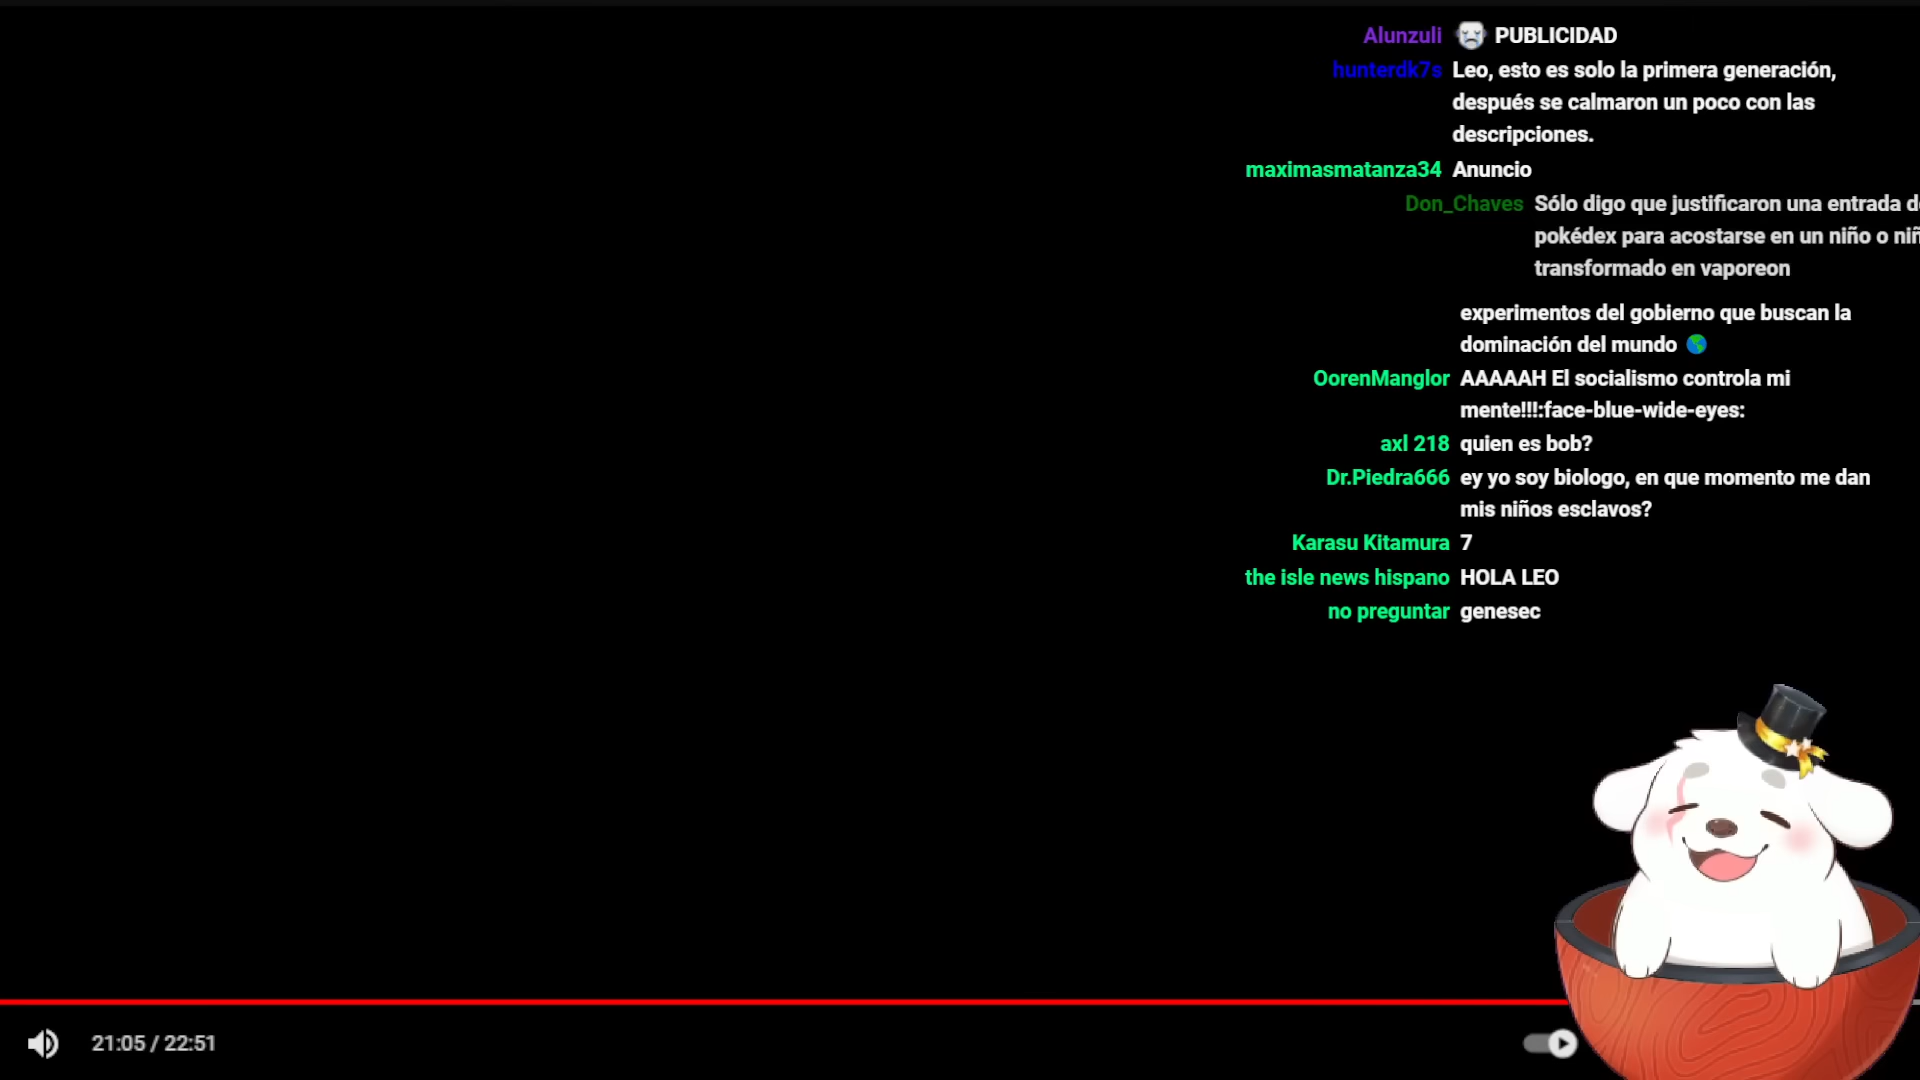 Alunzuli PUBLICIDAD
hunterdk7s Leo, esto es solo la primera generación,
después se calmaron un poco con las
descripciones.
maximasmatanza34 Anuncio
Don_Chaves Sólo digo que justificaron una entrada d
pokédex para acostarse en un niño o niñ
transformado en vaporeon
experimentos del gobierno que buscan la
dominación del mundo 🌎
OorenManglor AAAAAH El socialismo controla mi
mente!!!:face-blue-wide-eyes:
axl 218 quien es bob?
Dr.Piedra666 ey yo soy biologo, en que momento me dan
mis niños esclavos?
Karasu Kitamura 7
the isle news hispano HOLA LEO
no preguntar genesec
21:05 / 22:51